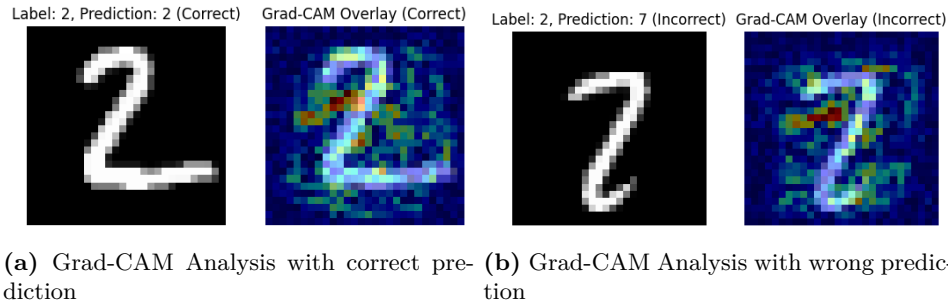 Label: 2, Prediction: 2 (Correct)
Grad-CAM Overlay (Correct)
Label: 2, Prediction: 7 (Incorrect)
Grad-CAM Overlay (Incorrect)
(a) Grad-CAM Analysis with correct pre-
diction
(b) Grad-CAM Analysis with wrong predic-
tion